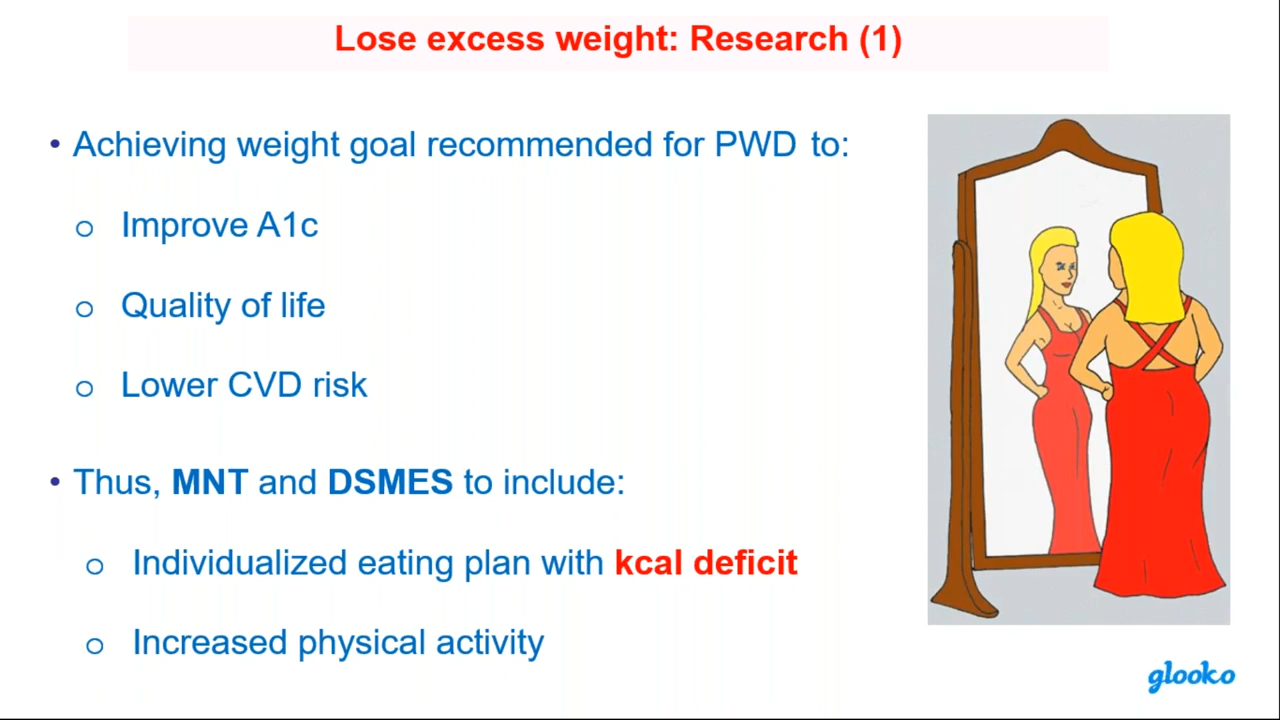 Lose excess weight: Research (1)
• Achieving weight goal recommended for PWD to:
o Improve A1c
o Quality of life
o Lower CVD risk
• Thus, MNT and DSMES to include:
o Individualized eating plan with kcal deficit
o Increased physical activity
glooko